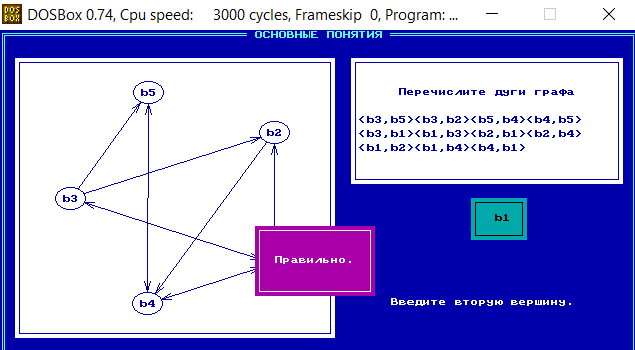 DOS
BOX
DOSBox 0.74, Cpu speed: 3000 cycles, Frameskip 0, Program: ...
ОСНОВНЫЕ ПОНЯТИЯ
b5
b2
b3
b4
Правильно.
Перечислите дуги графа
<b3,b5><b3,b2><b5,b4><b4,b5>
<b3,b1><b1,b3><b2,b1><b2,b4>
<b1,b2><b1,b4><b4,b1>
b1
Введите вторую вершину.